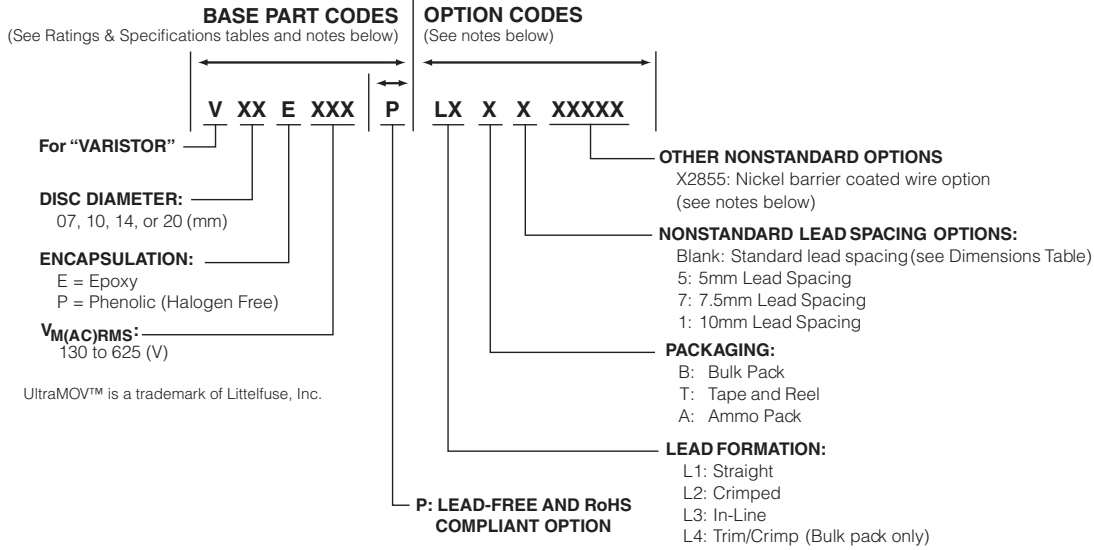 BASE PART CODES
(See Ratings & Specifications tables and notes below)
OPTION CODES
(See notes below)
V XX E XXX P LX X X XXXXX
For “VARISTOR”
DISC DIAMETER:
07, 10, 14, or 20 (mm)
ENCAPSULATION:
E = Epoxy
P = Phenolic (Halogen Free)
VM(AC)RMS:
130 to 625 (V)
UltraMOV™ is a trademark of Littelfuse, Inc.
OTHER NONSTANDARD OPTIONS
X2855: Nickel barrier coated wire option
(see notes below)
NONSTANDARD LEAD SPACING OPTIONS:
Blank: Standard lead spacing (see Dimensions Table)
5: 5mm Lead Spacing
7: 7.5mm Lead Spacing
1: 10mm Lead Spacing
PACKAGING:
B: Bulk Pack
T: Tape and Reel
A: Ammo Pack
LEAD FORMATION:
L1: Straight
L2: Crimped
L3: In-Line
L4: Trim/Crimp (Bulk pack only)
P: LEAD-FREE AND RoHS
COMPLIANT OPTION